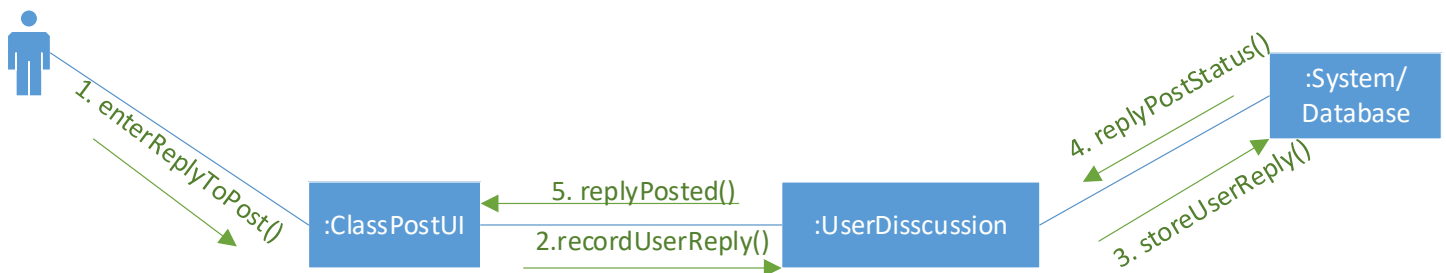 1. enterReplyToPost()
:ClassPostUI
5. replyPosted()
2.recordUserReply()
:UserDisscussion
4. replyPostStatus()
3. storeUserReply()
:System/
Database